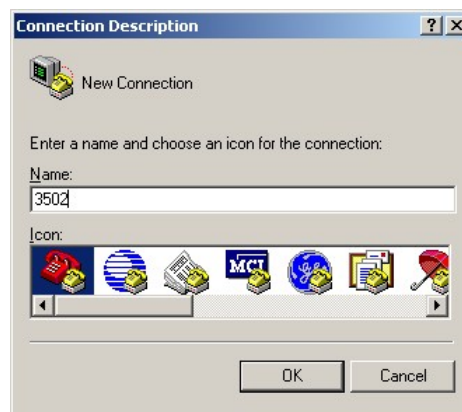 Connection Description
New Connection
Enter a name and choose an icon for the connection:
Name:
3502
Icon:
MCI
OK Cancel